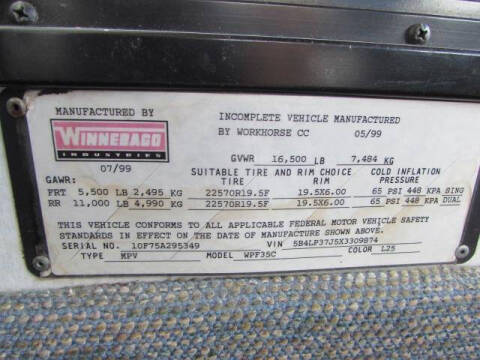 MANUFACTURED BY
INCOMPLETE VEHICLE MANUFACTURED
WINNEBAGO
INDUSTRIES
BY WORKHORSE CC 05/99
07/99
GVWR 16,500 LB 7,484 KG
SUITABLE TIRE AND RIM CHOICE COLD INFLATION
GAWR: TIRE RIM PRESSURE
FRT 5,500 LB 2,495 KG 22570R19.5F 19.5X6.00 65 PSI 448 KPA SING
RR 11,000 LB 4,990 KG 22570R19.5F 19.5X6.00 65 PSI 448 KPA DUAL
THIS VEHICLE CONFORMS TO ALL APPLICABLE FEDERAL MOTOR VEHICLE SAFETY
STANDARDS IN EFFECT ON THE DATE OF MANUFACTURE SHOWN ABOVE.
SERIAL NO. 10F75A295349 VIN 5B4LP37J5X3309874
TYPE MPV MODEL WPF35C COLOR L25